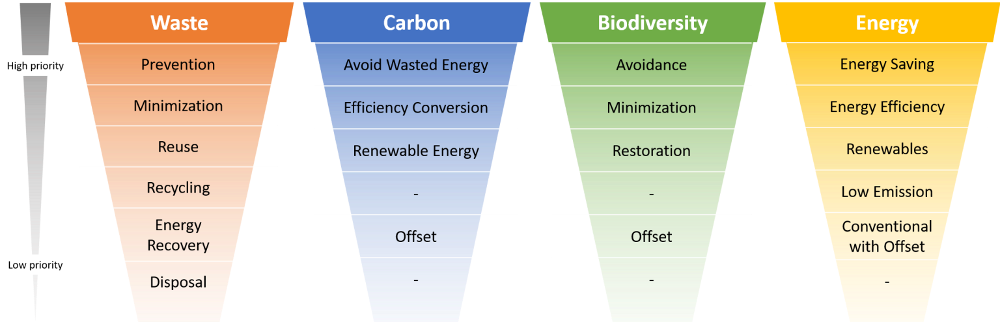 High priority
Low priority
Waste
Prevention
Minimization
Reuse
Recycling
Energy
Recovery
Disposal
Carbon
Avoid Wasted Energy
Efficiency Conversion
Renewable Energy
-
Offset
-
Biodiversity
Avoidance
Minimization
Restoration
-
Offset
-
Energy
Energy Saving
Energy Efficiency
Renewables
Low Emission
Conventional
with Offset
-